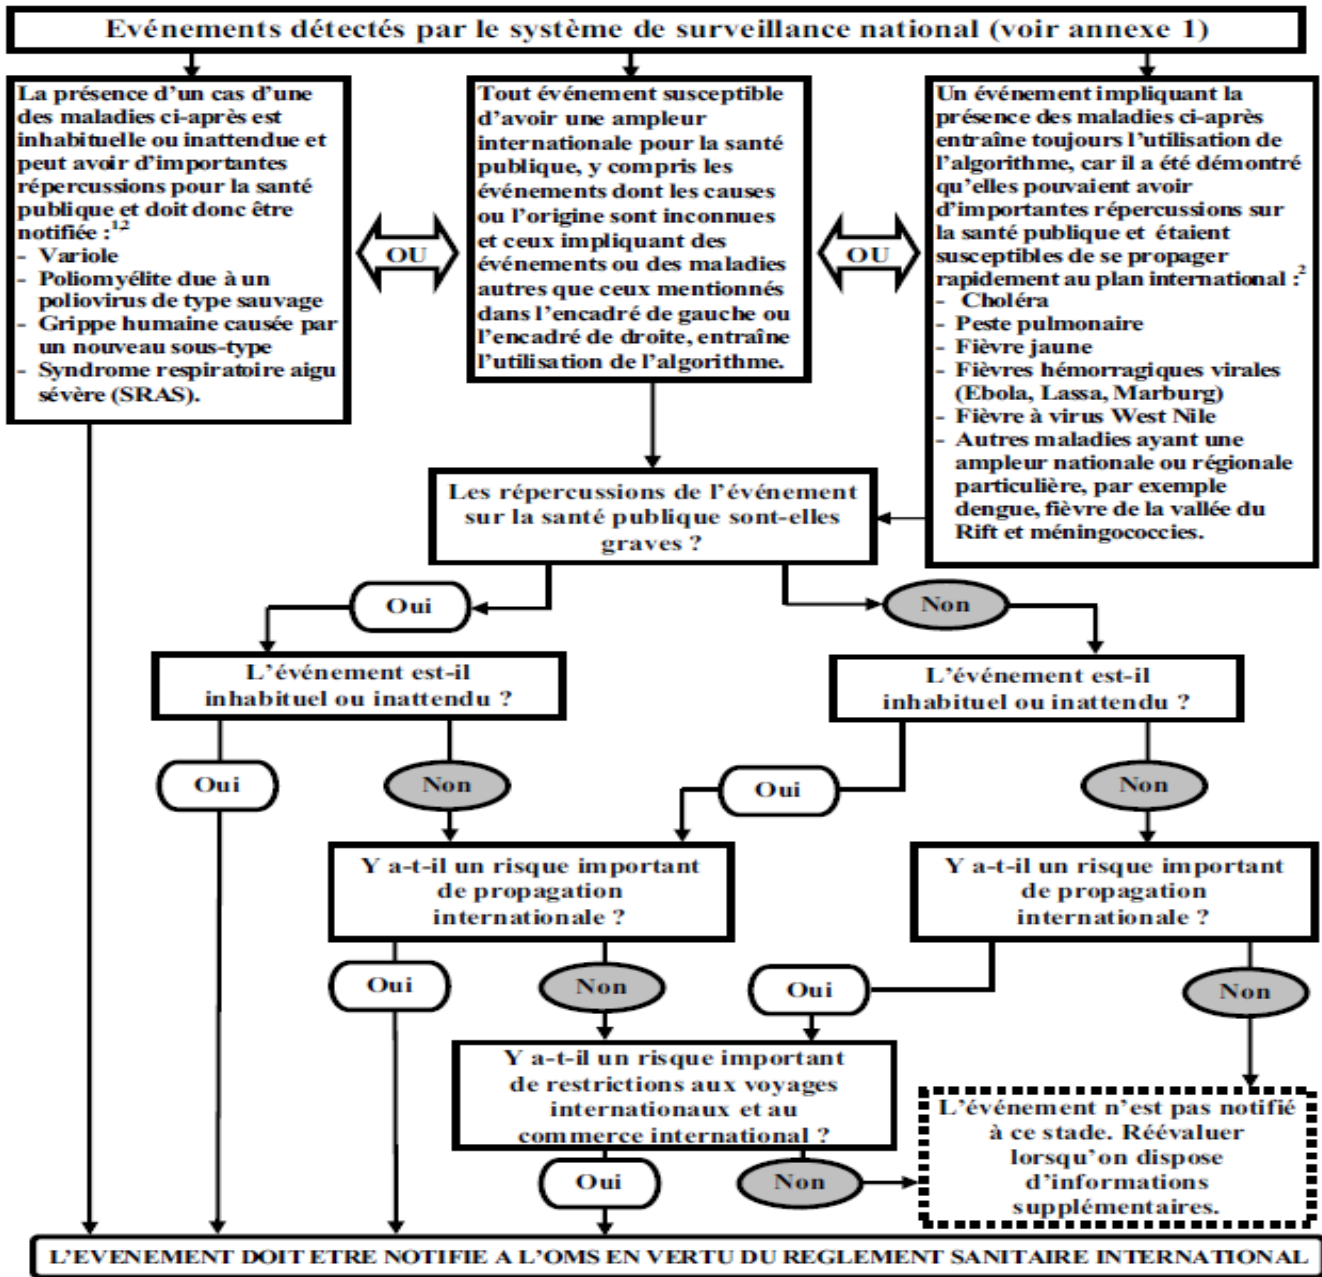 Evénements détectés par le système de surveillance national (voir annexe 1)
La présence d'un cas d'une
des maladies ci-après est
inhabituelle ou inattendue et
peut avoir d'importantes
répercussions pour la santé
publique et doit donc être
notifiée :1,2
- Variole
- Poliomyélite due à un
poliovirus de type sauvage
- Grippe humaine causée par
un nouveau sous-type
- Syndrome respiratoire aigu
sévère (SRAS).
OU
Tout événement susceptible
d'avoir une ampleur
internationale pour la santé
publique, y compris les
événements dont les causes
ou l'origine sont inconnues
et ceux impliquant des
événements ou des maladies
autres que ceux mentionnés
dans l'encadré de gauche ou
l'encadré de droite, entraîne
l'utilisation de l'algorithme.
OU
Un événement impliquant la
présence des maladies ci-après
entraîne toujours l'utilisation de
l'algorithme, car il a été démontré
qu'elles pouvaient avoir
d'importantes répercussions sur
la santé publique et étaient
susceptibles de se propager
rapidement au plan international :2
- Choléra
- Peste pulmonaire
- Fièvre jaune
- Fièvres hémorragiques virales
(Ebola, Lassa, Marburg)
- Fièvre à virus West Nile
- Autres maladies ayant une
ampleur nationale ou régionale
particulière, par exemple
dengue, fièvre de la vallée du
Rift et méningococcies.
Les répercussions de l'événement
sur la santé publique sont-elles
graves ?
Oui
Non
L'événement est-il
inhabituel ou inattendu ?
L'événement est-il
inhabituel ou inattendu ?
Oui
Non
Oui
Non
Y a-t-il un risque important
de propagation
internationale ?
Y a-t-il un risque important
de propagation
internationale ?
Oui
Non
Oui
Non
Y a-t-il un risque important
de restrictions aux voyages
internationaux et au
commerce international ?
L'événement n'est pas notifié
à ce stade. Réévaluer
lorsqu'on dispose
d'informations
supplémentaires.
Oui
Non
L'EVENEMENT DOIT ETRE NOTIFIE A L'OMS EN VERTU DU REGLEMENT SANITAIRE INTERNATIONAL